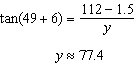 tan(49 + 6) = (112 − 1.5)/y
y ≈ 77.4